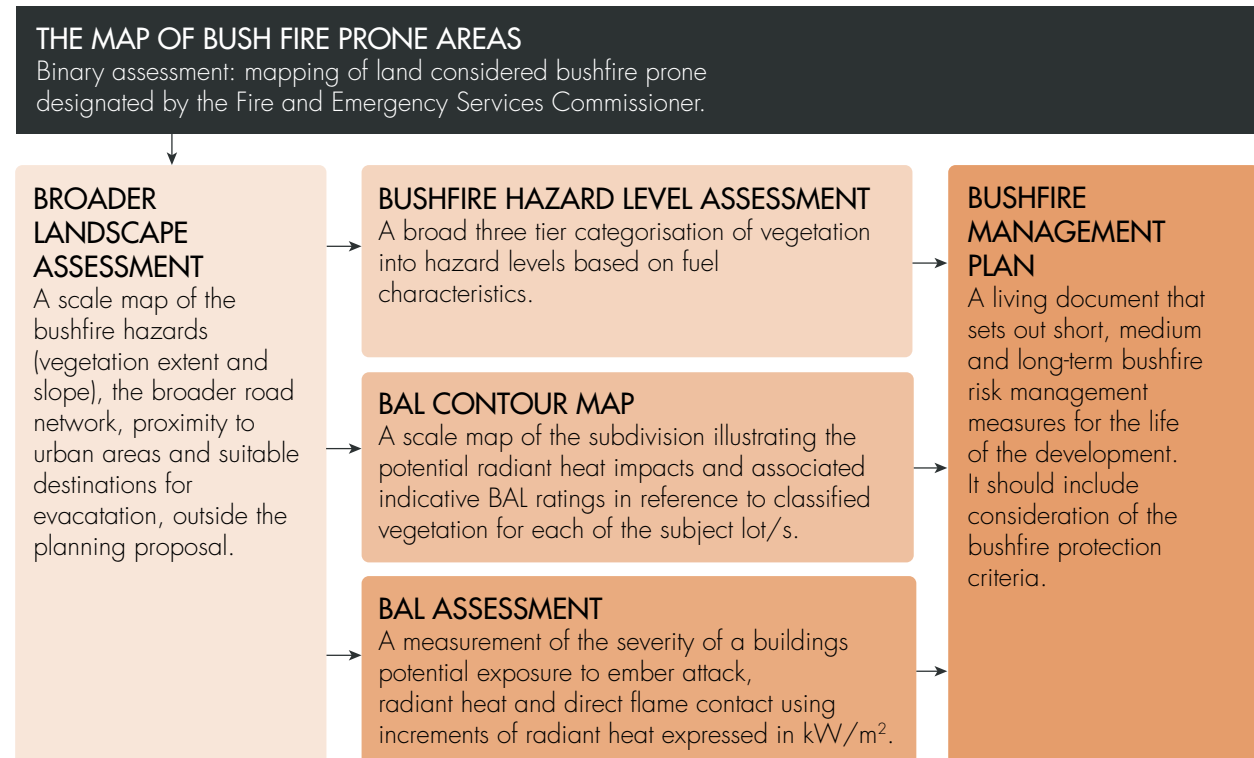 THE MAP OF BUSH FIRE PRONE AREAS
Binary assessment: mapping of land considered bushfire prone
designated by the Fire and Emergency Services Commissioner.
BROADER
LANDSCAPE
ASSESSMENT
A scale map of the
bushfire hazards
(vegetation extent and
slope), the broader road
network, proximity to
urban areas and suitable
destinations for
evacatation, outside the
planning proposal.
BUSHFIRE HAZARD LEVEL ASSESSMENT
A broad three tier categorisation of vegetation
into hazard levels based on fuel
characteristics.
BAL CONTOUR MAP
A scale map of the subdivision illustrating the
potential radiant heat impacts and associated
indicative BAL ratings in reference to classified
vegetation for each of the subject lot/s.
BAL ASSESSMENT
A measurement of the severity of a buildings
potential exposure to ember attack,
radiant heat and direct flame contact using
increments of radiant heat expressed in kW/m².
BUSHFIRE
MANAGEMENT
PLAN
A living document that
sets out short, medium
and long-term bushfire
risk management
measures for the life
of the development.
It should include
consideration of the
bushfire protection
criteria.